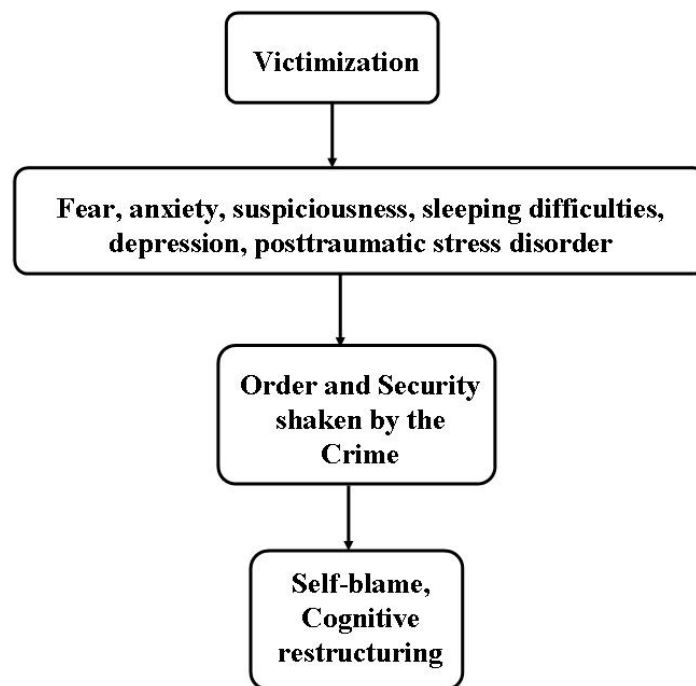 Victimization
Fear, anxiety, suspiciousness, sleeping difficulties,
depression, posttraumatic stress disorder
Order and Security
shaken by the
Crime
Self-blame,
Cognitive
restructuring